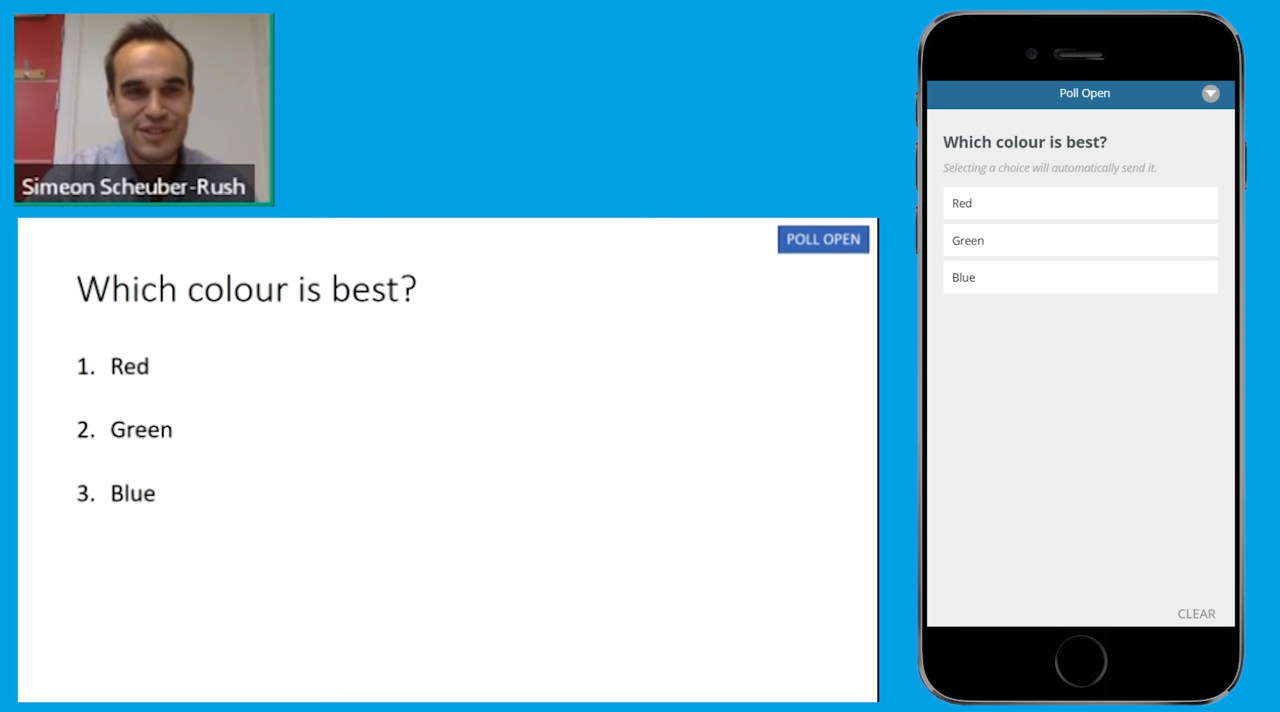 Simeon Scheuber-Rush
POLL OPEN
Which colour is best?
1. Red
2. Green
3. Blue
Poll Open
Which colour is best?
Selecting a choice will automatically send it.
Red
Green
Blue
CLEAR